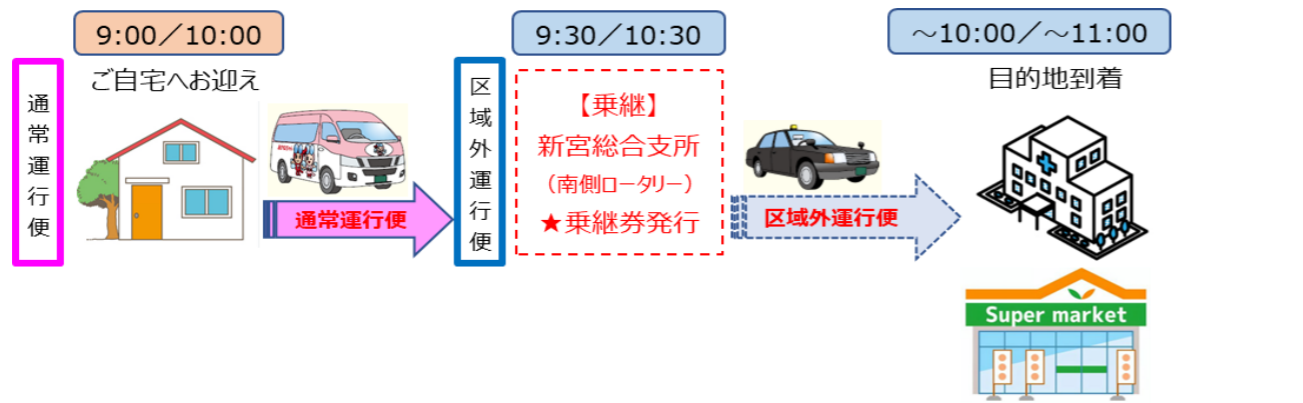 9:00/10:00
ご自宅へお迎え
通常運行便
通常運行便
9:30/10:30
区域外運行便
【乗継】
新宮総合支所
(南側ロータリー)
★乗継券発行
区域外運行便
~10:00/~11:00
目的地到着
Super market